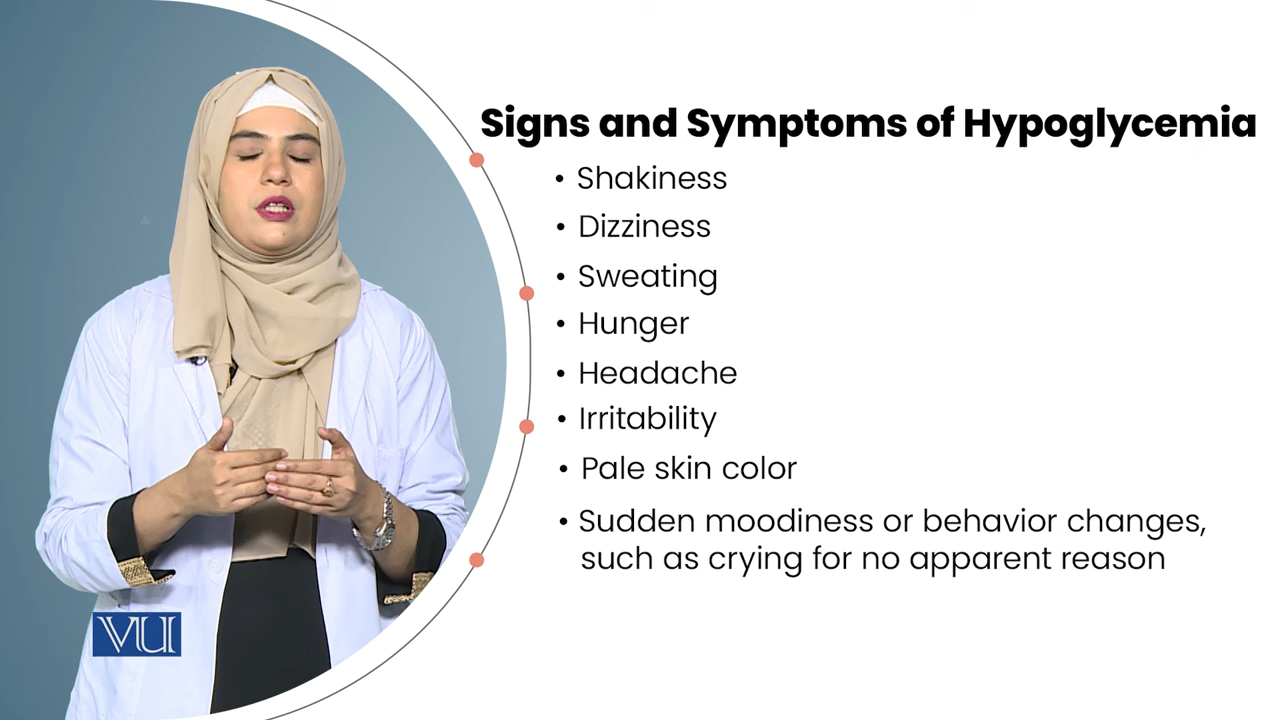 Signs and Symptoms of Hypoglycemia
• Shakiness
• Dizziness
• Sweating
• Hunger
• Headache
• Irritability
• Pale skin color
• Sudden moodiness or behavior changes,
such as crying for no apparent reason
VU